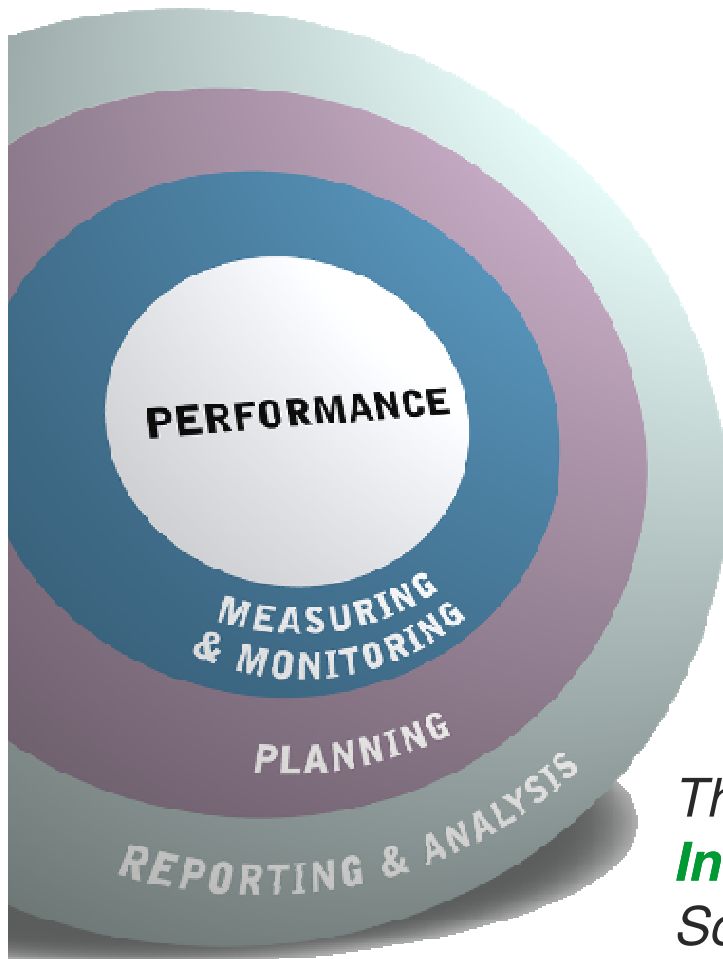 PERFORMANCE
MEASURING
& MONITORING
PLANNING
REPORTING & ANALYSIS